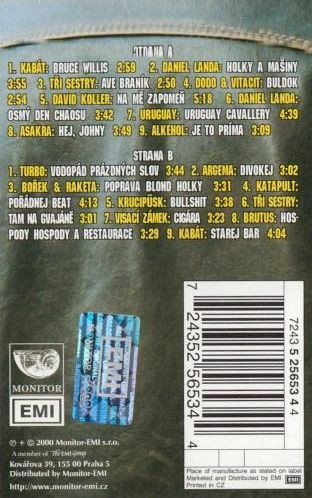 STRANA A
1. KABÁT: BRUCE WILLIS 2:58 2. DANIEL LANDA: HOLKY A MAŠINY
3:55 3. TŘI SESTRY: AVE BRANÍK 2:50 4. DODO & VITACIT: BULDOK
2:54 5. DAVID KOLLER: NA MĚ ZAPOMEŇ 5:18 6. DANIEL LANDA:
OSMÝ DEN CHAOSU 3:42 7. URUGUAY: URUGUAY CAVALLERY 4:39
8. ASAKRA: HEJ, JOHNY 3:49 9. ALKEHOL: JE TO PRIMA 3:09
STRANA B
1. TURBO: VODOPÁD PRÁZDNÝCH SLOV 3:44 2. ARGEMA: DIVOKEJ 3:02
3. BOŘEK & RAKETA: POPRAVA BLOND HOLKY 3:31 4. KATAPULT:
POŘÁDNEJ BEAT 4:13 5. KRUCIPÜSK: BULLSHIT 3:38 6. TŘI SESTRY:
TAM NA GVAJÁNĚ 3:01 7. VISACÍ ZÁMEK: CIGÁRA 3:23 8. BRUTUS: HOS-
PODY HOSPODY A RESTAURACE 3:29 9. KABÁT: STAREJ BAR 4:04
MONITOR
EMI
EMI
7243 5 25653 4 4
7 24352 56534 4
℗ + © 2000 Monitor-EMI s.r.o.
A member of The EMI Group
Kovářova 39, 155 00 Praha 5
Distributed by Monitor-EMI
http://www.monitor-emi.cz
Place of manufacture as stated on label
Marketed and Distributed by EMI.
Printed in CZ